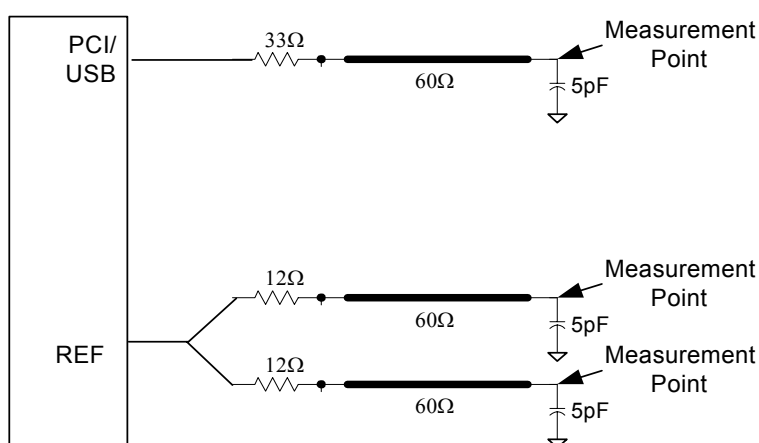 PCI/
USB
33Ω
60Ω
5pF
Measurement
Point
REF
12Ω
60Ω
5pF
Measurement
Point
12Ω
60Ω
5pF
Measurement
Point